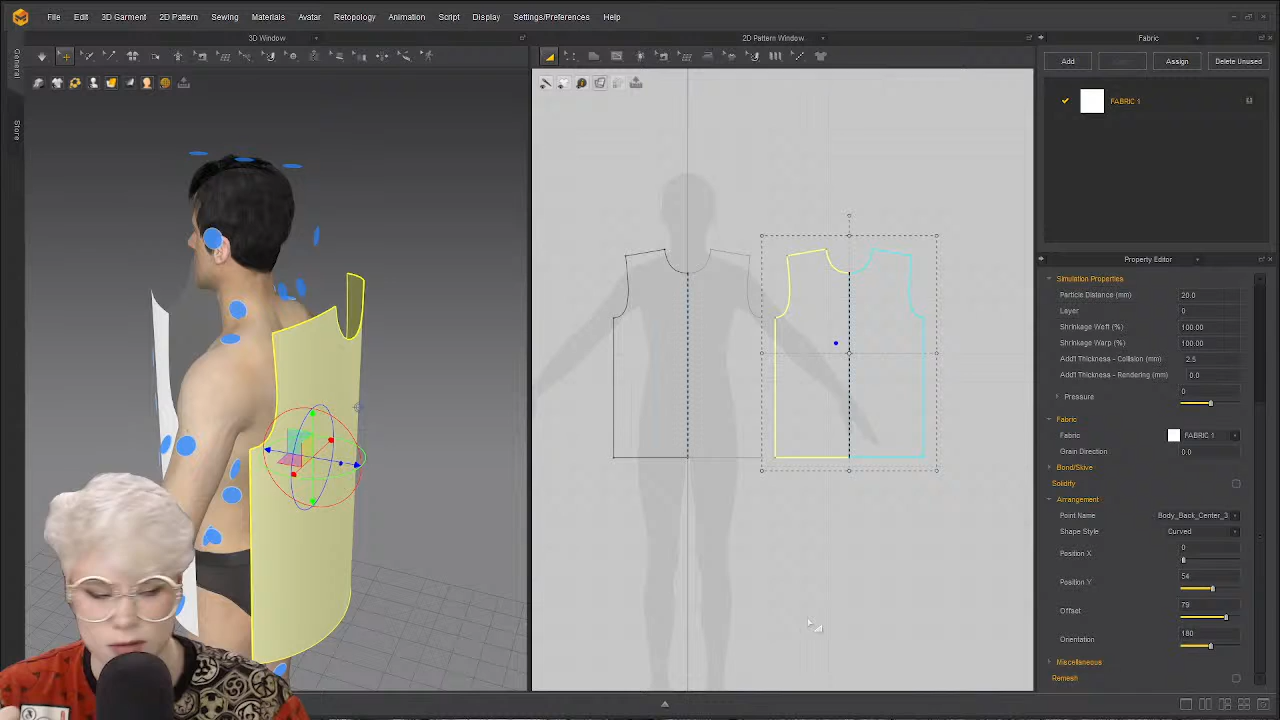 File Edit 3D Garment 2D Pattern Sewing Materials Avatar Retopology Animation Script Display Settings/Preferences Help
3D Window
2D Pattern Window
Fabric
General
Store
Add
Assign
Delete Unused
FABRIC 1
Property Editor
Simulation Properties
Particle Distance (mm) 20.0
Layer 0
Shrinkage Weft (%) 100.00
Shrinkage Warp (%) 100.00
Add'l Thickness - Collision (mm) 2.5
Add'l Thickness - Rendering (mm) 0.0
Pressure 0
Fabric
Fabric FABRIC 1
Grain Direction 0.0
Bond/Skive
Solidify
Arrangement
Point Name Body_Back_Center_3
Shape Style Curved
Position X 0
Position Y 54
Offset 79
Orientation 180
Miscellaneous
Remesh